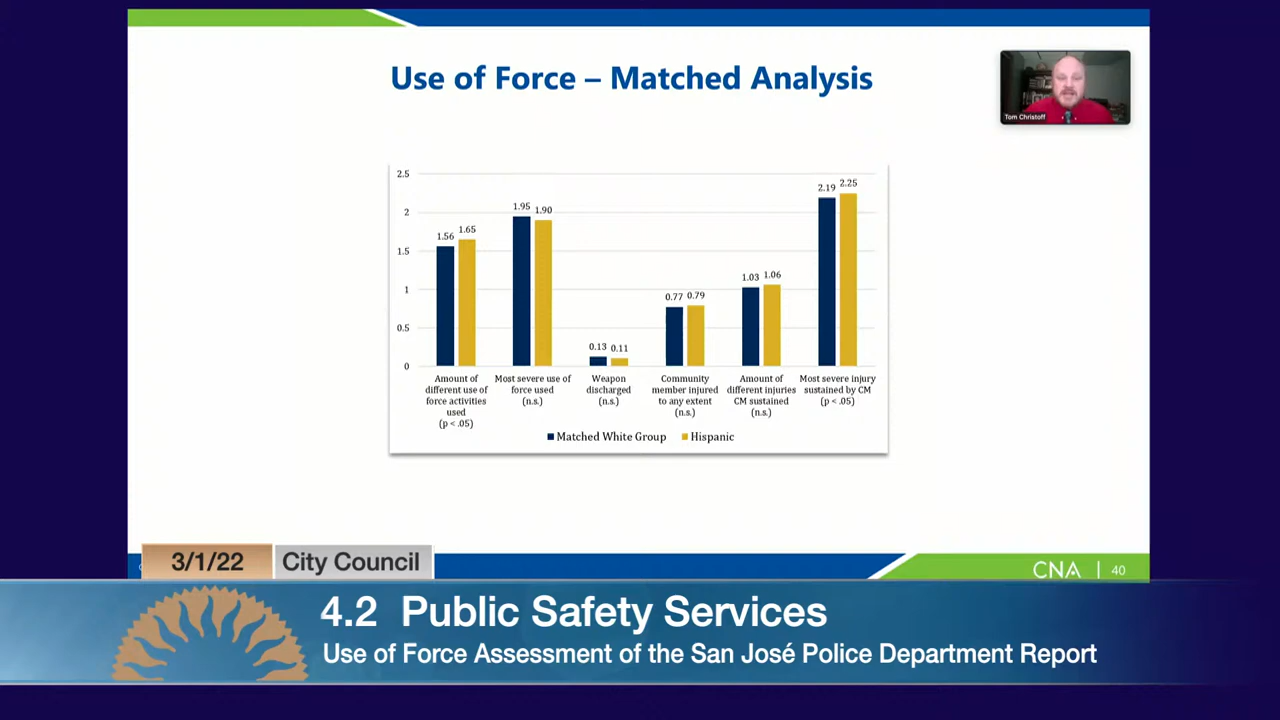 Use of Force – Matched Analysis
Tom Christoff
2.5
2
1.5
1
0.5
0
1.56
1.65
1.95
1.90
0.13
0.11
0.77
0.79
1.03
1.06
2.19
2.25
Amount of
different use of
force activities
used
(p < .05)
Most severe use of
force used
(n.s.)
Weapon
discharged
(n.s.)
Community
member injured
to any extent
(n.s.)
Amount of
different injuries
CM sustained
(n.s.)
Most severe injury
sustained by CM
(p < .05)
Matched White Group
Hispanic
CNA | 40
3/1/22
City Council
4.2 Public Safety Services
Use of Force Assessment of the San José Police Department Report